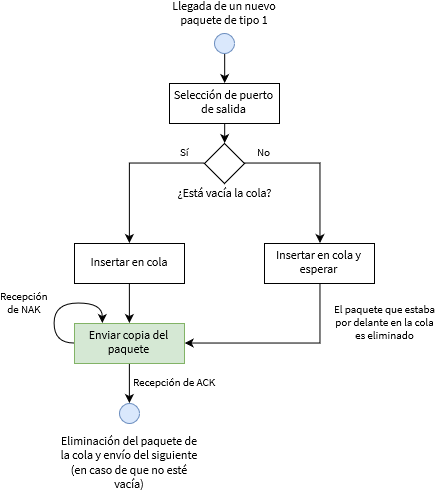 Llegada de un nuevo
paquete de tipo 1
Selección de puerto
de salida
Sí
No
¿Está vacía la cola?
Insertar en cola
Insertar en cola y
esperar
Recepción
de NAK
El paquete que estaba
por delante en la cola
es eliminado
Enviar copia del
paquete
Recepción de ACK
Eliminación del paquete de
la cola y envío del siguiente
(en caso de que no esté
vacía)